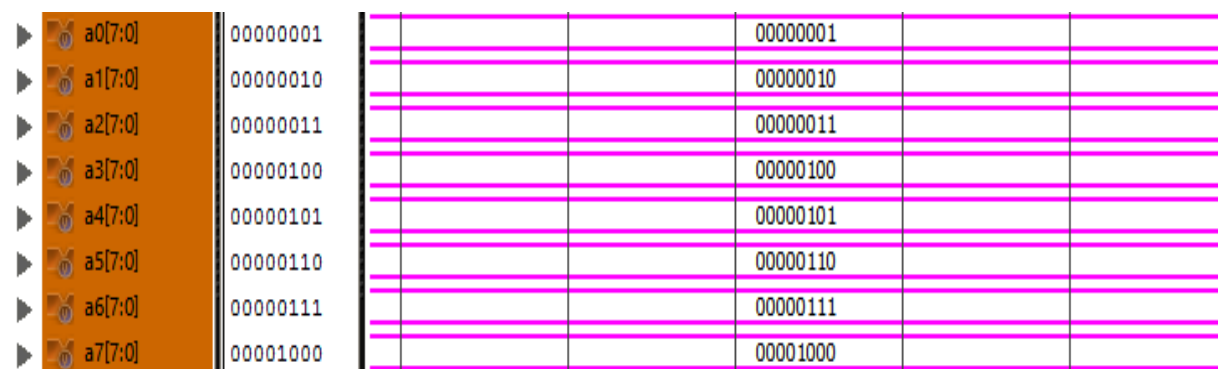 a0[7:0] 00000001 00000001
a1[7:0] 00000010 00000010
a2[7:0] 00000011 00000011
a3[7:0] 00000100 00000100
a4[7:0] 00000101 00000101
a5[7:0] 00000110 00000110
a6[7:0] 00000111 00000111
a7[7:0] 00001000 00001000